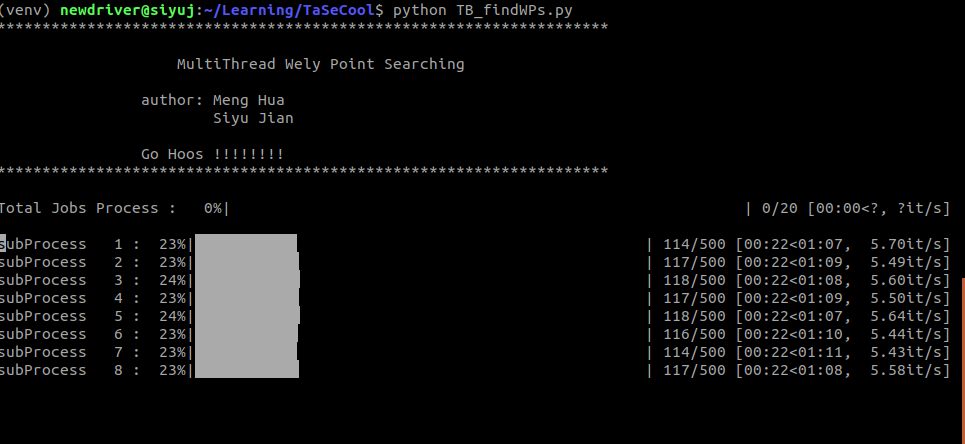 (venv) newdriver@siyuj:~/Learning/TaSeCool$ python TB_findWPs.py
********************************************************************
MultiThread Wely Point Searching
author: Meng Hua
Siyu Jian
Go Hoos !!!!!!!!
********************************************************************
Total Jobs Process :   0%|                                                         | 0/20 [00:00<?, ?it/s]
subProcess   1 :  23%|                                                  | 114/500 [00:22<01:07,  5.70it/s]
subProcess   2 :  23%|                                                  | 117/500 [00:22<01:09,  5.49it/s]
subProcess   3 :  24%|                                                  | 118/500 [00:22<01:08,  5.60it/s]
subProcess   4 :  23%|                                                  | 117/500 [00:22<01:09,  5.50it/s]
subProcess   5 :  24%|                                                  | 118/500 [00:22<01:07,  5.64it/s]
subProcess   6 :  23%|                                                  | 116/500 [00:22<01:10,  5.44it/s]
subProcess   7 :  23%|                                                  | 114/500 [00:22<01:11,  5.43it/s]
subProcess   8 :  23%|                                                  | 117/500 [00:22<01:08,  5.58it/s]